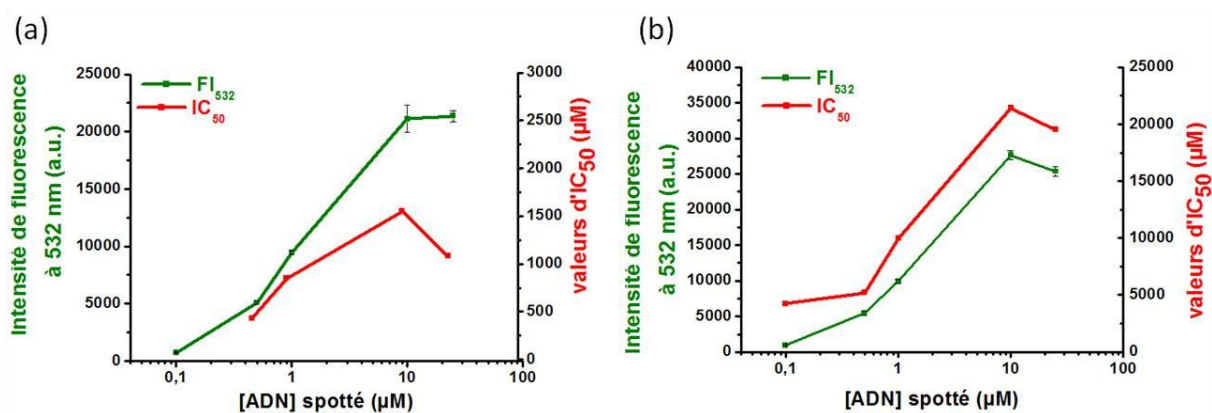 (a)
Intensité de fluorescence
à 532 nm (a.u.)
25000
20000
15000
10000
5000
0
FI532
IC50
3000
2500
2000
1500
1000
500
0
valeurs d'IC50 (µM)
0,1
1
10
100
[ADN] spotté (µM)
(b)
Intensité de fluorescence
à 532 nm (a.u.)
40000
35000
30000
25000
20000
15000
10000
5000
0
FI532
IC50
25000
20000
15000
10000
5000
0
valeurs d'IC50 (µM)
0,1
1
10
100
[ADN] spotté (µM)